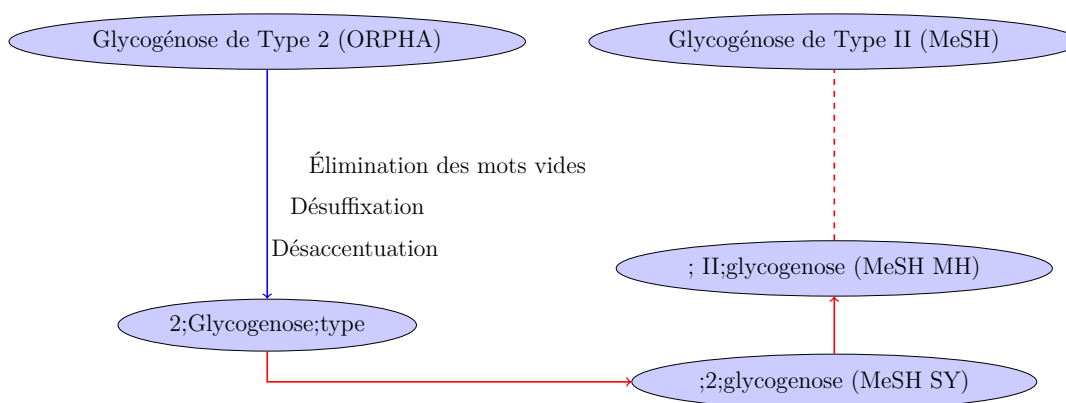 Glycogénose de Type 2 (ORPHA)
Glycogénose de Type II (MeSH)
Élimination des mots vides
Désuffixation
Désaccentuation
; II;glycogenose (MeSH MH)
2;Glycogenose;type
;2;glycogenose (MeSH SY)